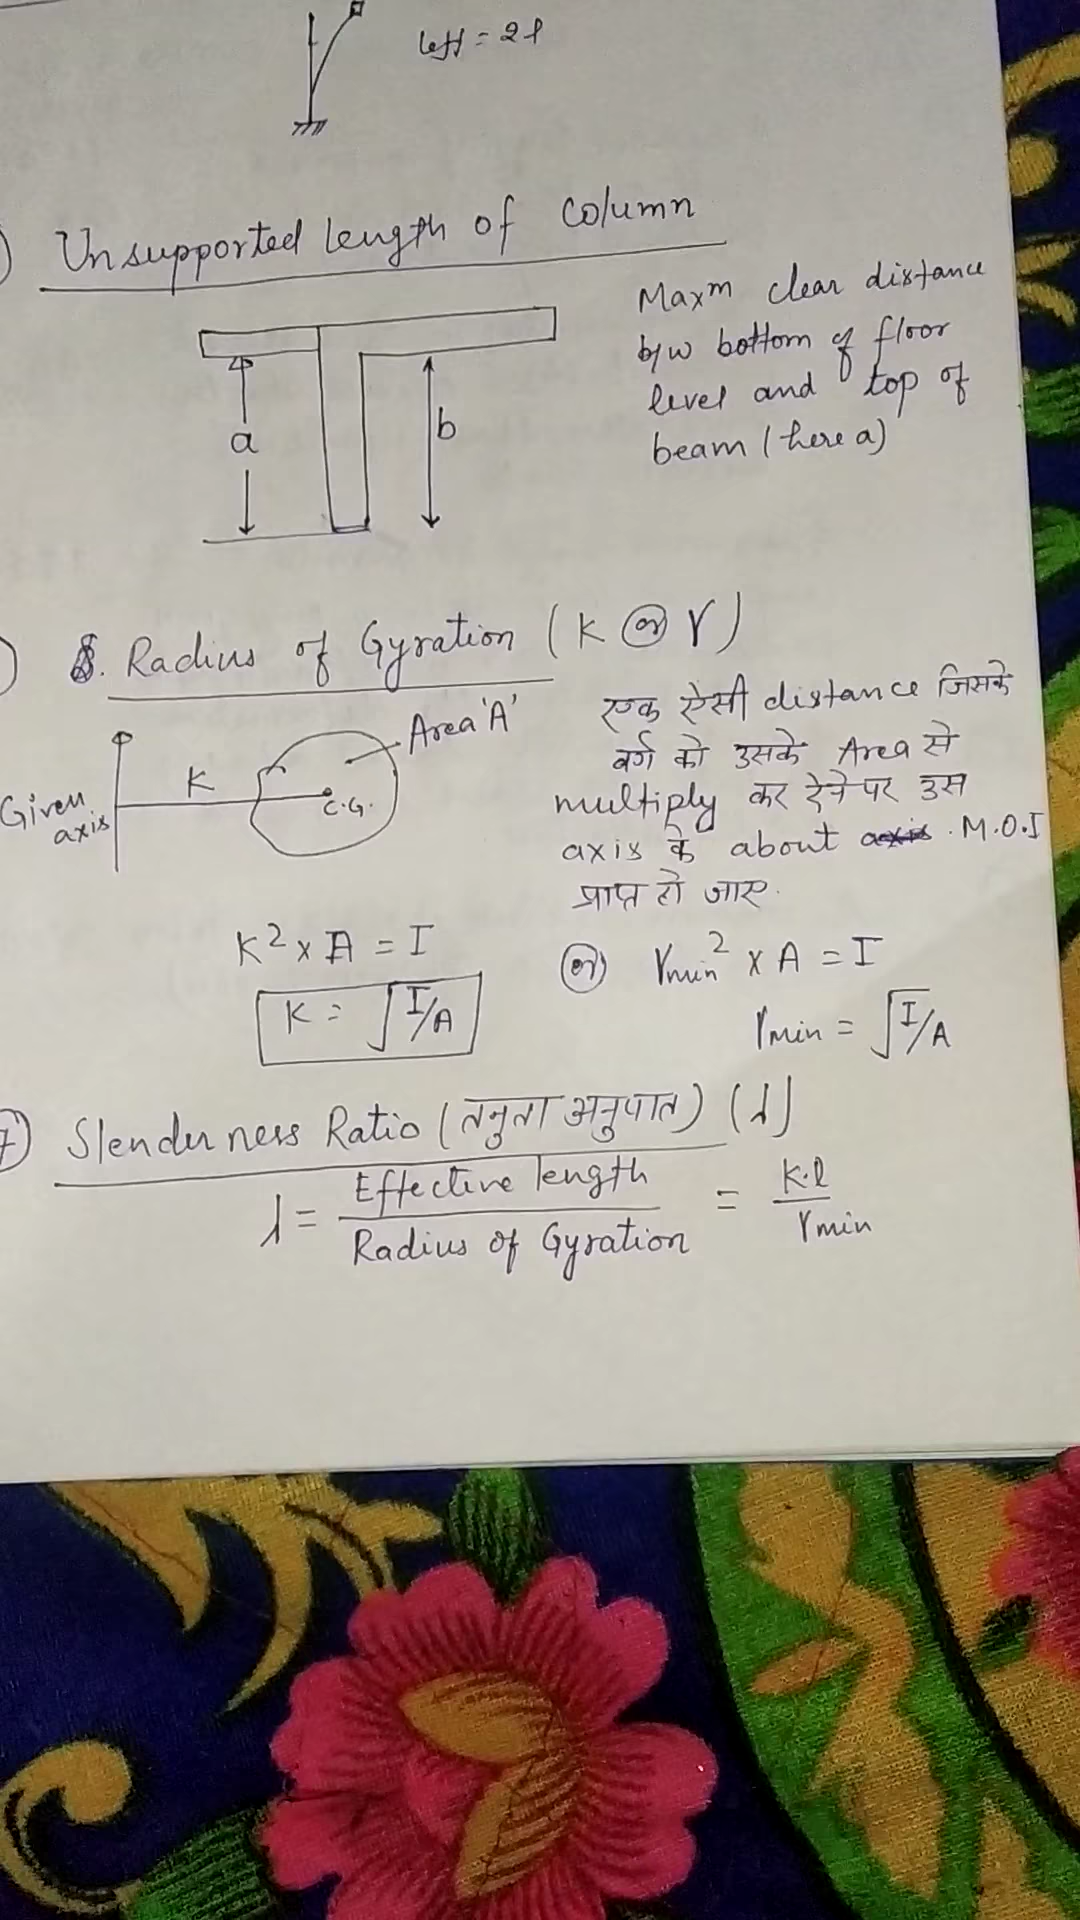 leff = 2l
Unsupported length of column
Maxm clear distance
b/w bottom of floor
level and top of
beam (here a)
a
b
Radius of Gyration (K or r)
Area 'A'
K
C.G.
Given
axis
एक ऐसी distance जिसके
वर्ग को उसके Area से
multiply कर देने पर उस
axis के about axis. M.O.I
प्राप्त हो जाए.
K² x A = I
K = √I/A
or rmin² x A = I
rmin = √I/A
7) Slenderness Ratio (तनुता अनुपात) (λ)
λ = Effective length / Radius of Gyration = K.l / rmin